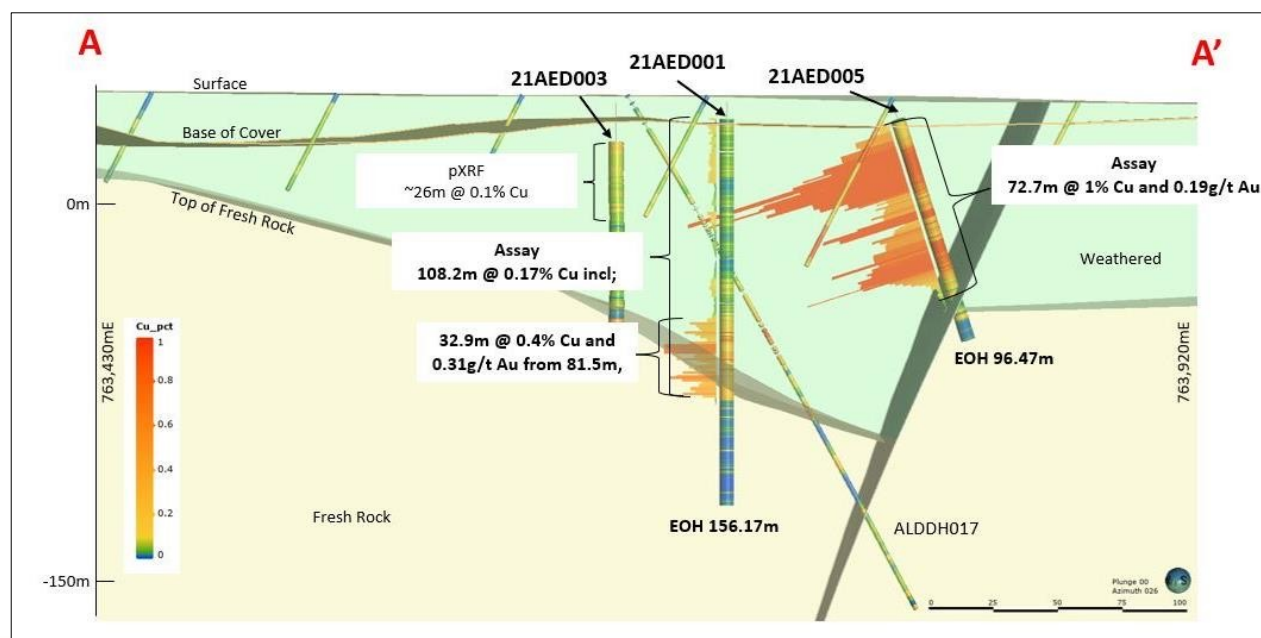 A
A'
21AED003
21AED001
21AED005
Surface
Base of Cover
pXRF
~26m @ 0.1% Cu
Assay
72.7m @ 1% Cu and 0.19g/t Au
0m
Top of Fresh Rock
Assay
108.2m @ 0.17% Cu incl;
Weathered
32.9m @ 0.4% Cu and
0.31g/t Au from 81.5m,
EOH 96.47m
763,430mE
763,920mE
Cu_pct
1
0.8
0.6
0.4
0.2
0
Fresh Rock
EOH 156.17m
ALDDH017
-150m
Plunge 00
Azimuth 026
S
0 25 50 75 100